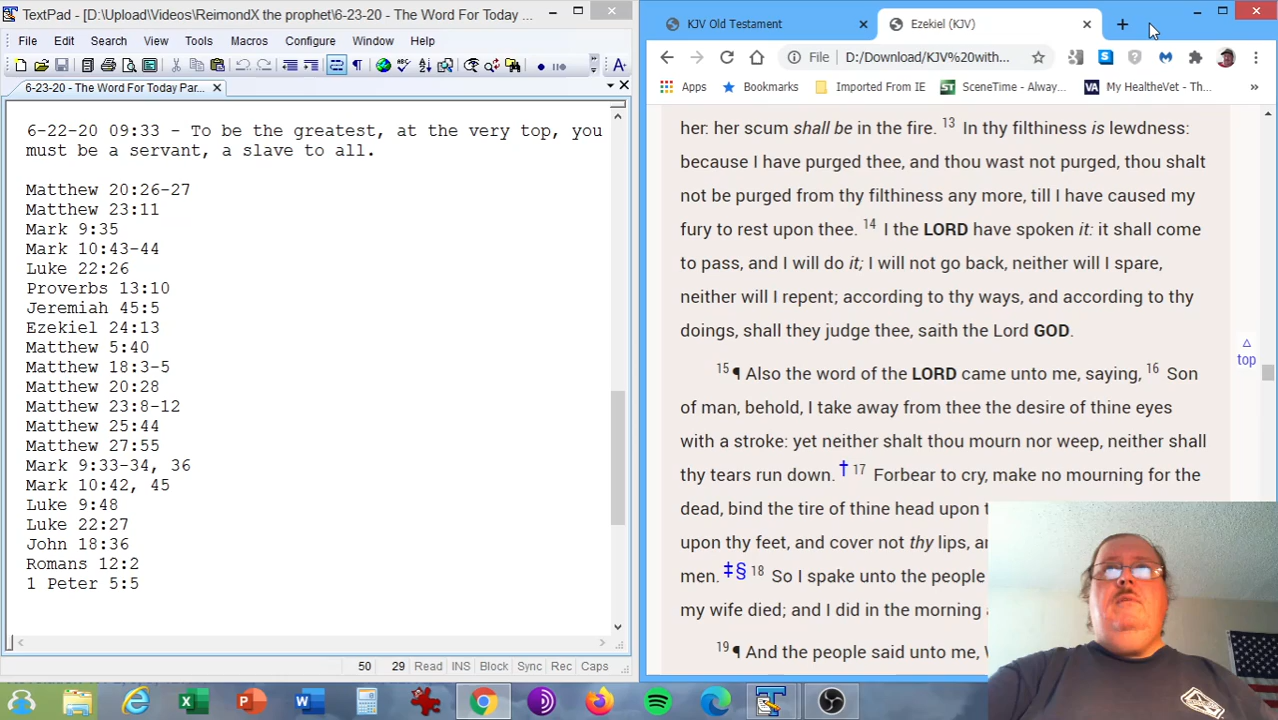 TextPad - [D:\Upload\Videos\ReimondX the prophet\6-23-20 - The Word For Today ...
File Edit Search View Tools Macros Configure Window Help
6-23-20 - The Word For Today Par...
6-22-20 09:33 - To be the greatest, at the very top, you
must be a servant, a slave to all.
Matthew 20:26-27
Matthew 23:11
Mark 9:35
Mark 10:43-44
Luke 22:26
Proverbs 13:10
Jeremiah 45:5
Ezekiel 24:13
Matthew 5:40
Matthew 18:3-5
Matthew 20:28
Matthew 23:8-12
Matthew 25:44
Matthew 27:55
Mark 9:33-34, 36
Mark 10:42, 45
Luke 9:48
Luke 22:27
John 18:36
Romans 12:2
1 Peter 5:5
50 29 Read INS Block Sync Rec Caps
KJV Old Testament
Ezekiel (KJV)
File D:/Download/KJV%20with...
Apps Bookmarks Imported From IE ST SceneTime - Alway... VA My HealtheVet - Th... »
her: her scum shall be in the fire. 13 In thy filthiness is lewdness:
because I have purged thee, and thou wast not purged, thou shalt
not be purged from thy filthiness any more, till I have caused my
fury to rest upon thee. 14 I the LORD have spoken it: it shall come
to pass, and I will do it; I will not go back, neither will I spare,
neither will I repent; according to thy ways, and according to thy
doings, shall they judge thee, saith the Lord GOD.
△
top
15 ¶ Also the word of the LORD came unto me, saying, 16 Son
of man, behold, I take away from thee the desire of thine eyes
with a stroke: yet neither shalt thou mourn nor weep, neither shall
thy tears run down. † 17 Forbear to cry, make no mourning for the
dead, bind the tire of thine head upon
upon thy feet, and cover not thy lips,
men. ‡§ 18 So I spake unto the people
my wife died; and I did in the morning
19 ¶ And the people said unto me,